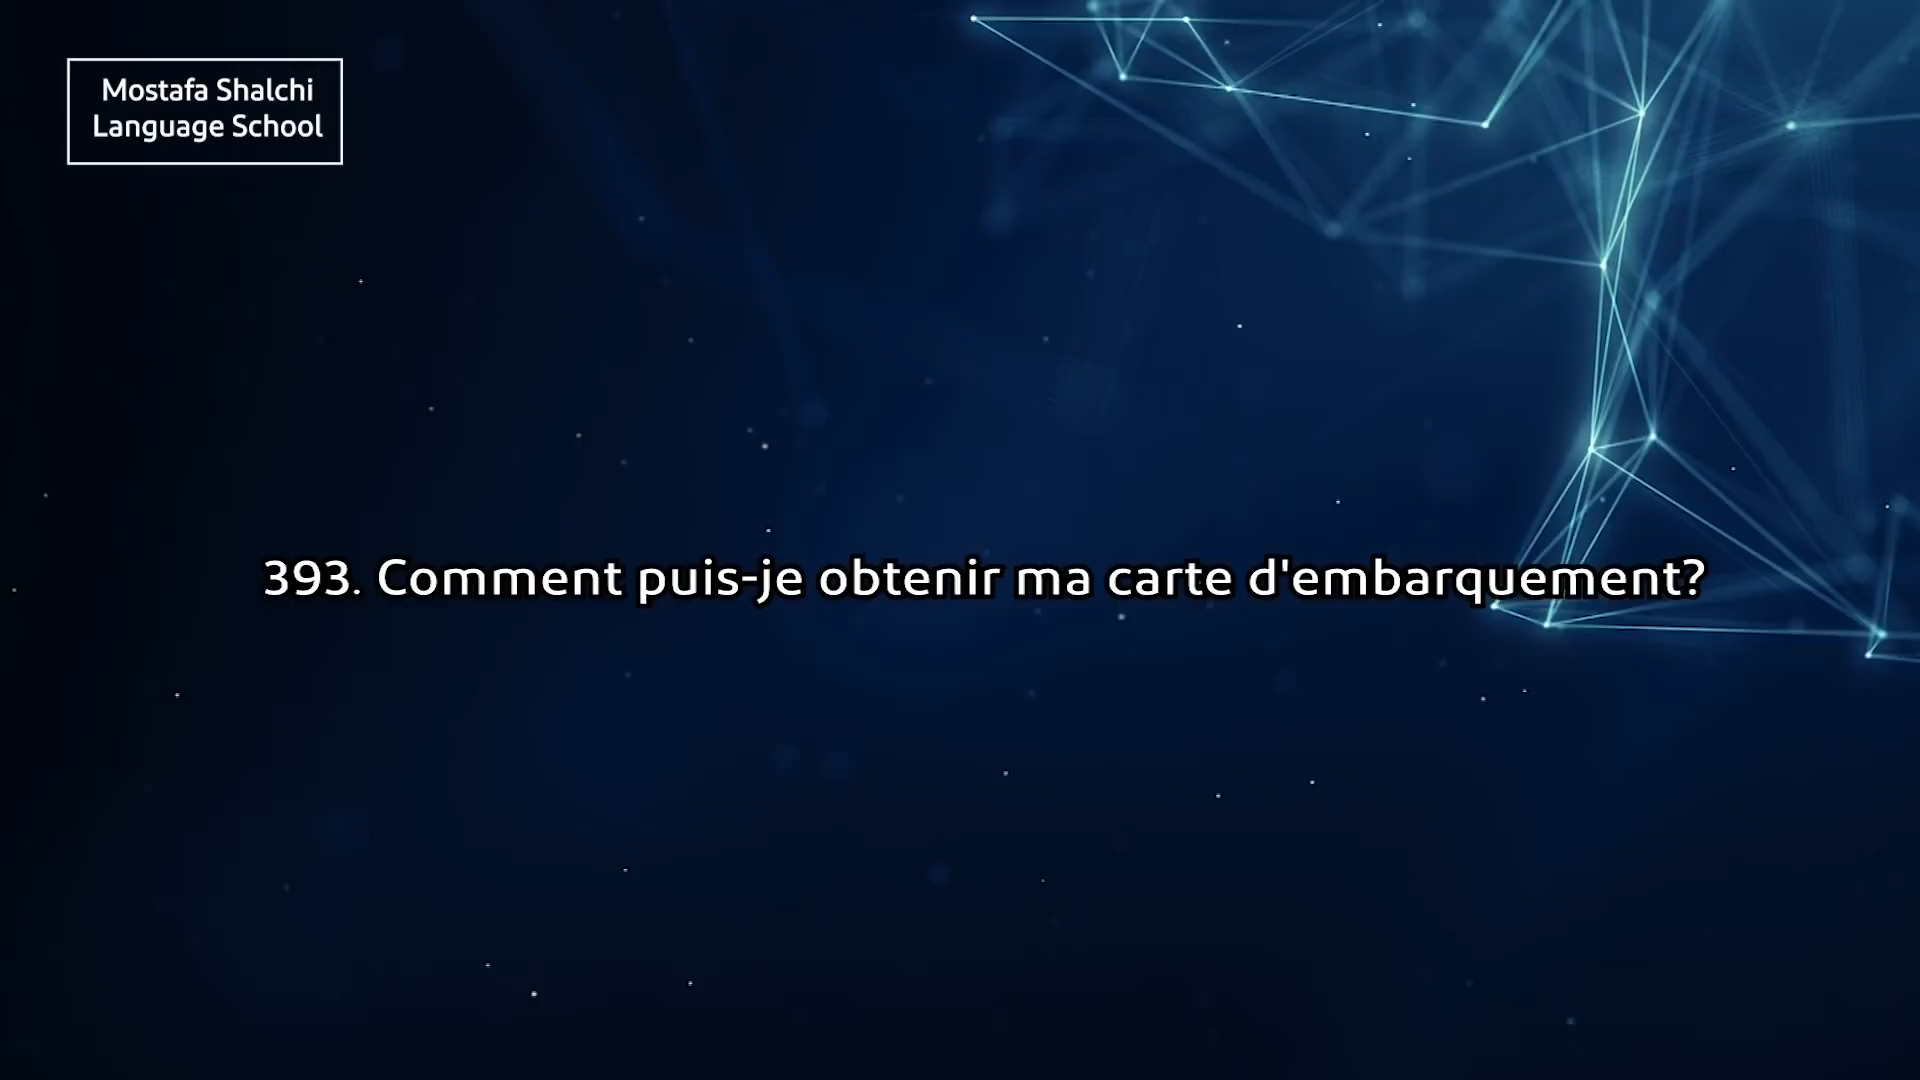 Mostafa Shalchi
Language School
393. Comment puis-je obtenir ma carte d'embarquement?